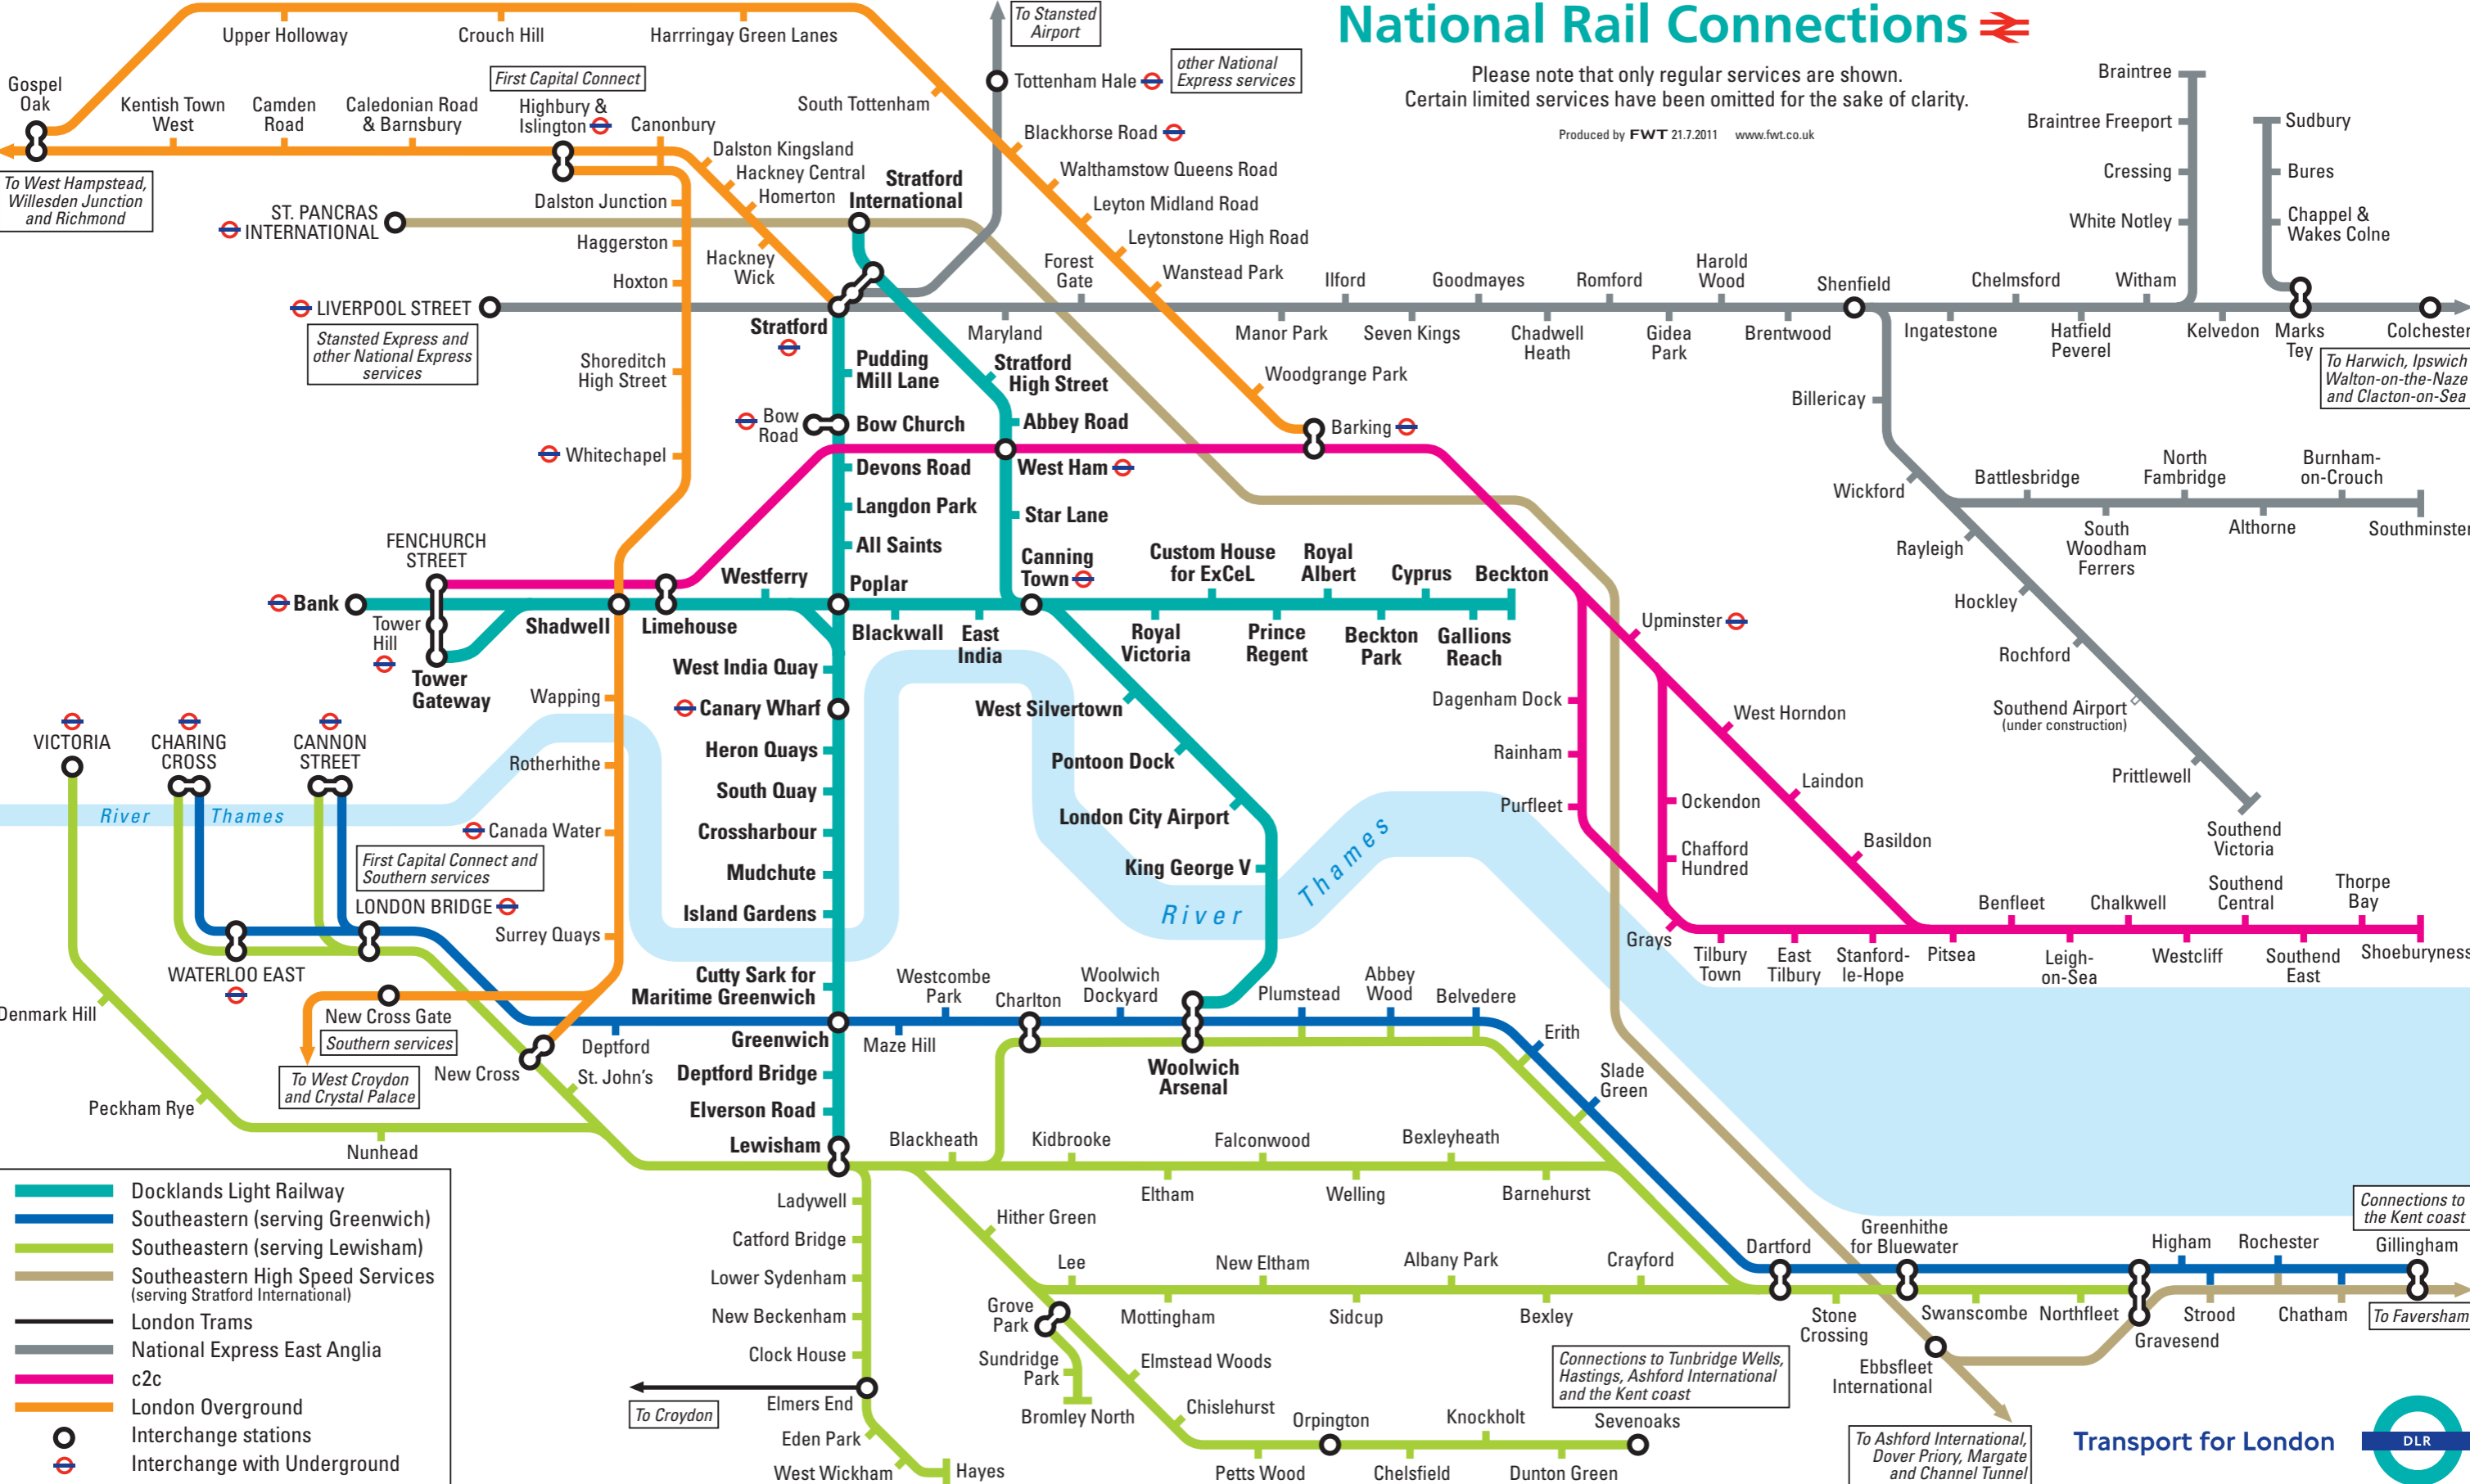 National Rail Connections
Please note that only regular services are shown.
Certain limited services have been omitted for the sake of clarity.
Produced by FWT 21.7.2011 www.fwt.co.uk
Upper Holloway
Crouch Hill
Harrringay Green Lanes
To Stansted
Airport
Gospel
Oak
Kentish Town
West
Camden
Road
Caledonian Road
& Barnsbury
First Capital Connect
Highbury &
Islington
Canonbury
South Tottenham
Tottenham Hale
other National
Express services
Blackhorse Road
Walthamstow Queens Road
Leyton Midland Road
Leytonstone High Road
Wanstead Park
Woodgrange Park
Barking
To West Hampstead,
Willesden Junction
and Richmond
Dalston Kingsland
Hackney Central
Homerton
Hackney
Wick
Stratford
International
ST. PANCRAS
INTERNATIONAL
Dalston Junction
Haggerston
Hoxton
Shoreditch
High Street
Whitechapel
LIVERPOOL STREET
Stansted Express and
other National Express
services
Stratford
Maryland
Forest
Gate
Manor Park
Ilford
Seven Kings
Goodmayes
Chadwell
Heath
Romford
Gidea
Park
Harold
Wood
Brentwood
Shenfield
Ingatestone
Chelmsford
Hatfield
Peverel
Witham
Kelvedon
Marks
Tey
Colchester
To Harwich, Ipswich
Walton-on-the-Naze
and Clacton-on-Sea
Braintree
Braintree Freeport
Cressing
White Notley
Sudbury
Bures
Chappel &
Wakes Colne
Billericay
Wickford
Battlesbridge
South
Woodham
Ferrers
North
Fambridge
Althorne
Burnham-
on-Crouch
Southminster
Rayleigh
Hockley
Rochford
Southend Airport
(under construction)
Prittlewell
Southend
Victoria
Pudding
Mill Lane
Bow
Road
Bow Church
Devons Road
Langdon Park
All Saints
Poplar
Stratford
High Street
Abbey Road
West Ham
Star Lane
Canning
Town
FENCHURCH
STREET
Bank
Tower
Hill
Tower
Gateway
Shadwell
Limehouse
Westferry
Blackwall
East
India
Royal
Victoria
Custom House
for ExCeL
Prince
Regent
Royal
Albert
Beckton
Park
Cyprus
Gallions
Reach
Beckton
West India Quay
Canary Wharf
Heron Quays
South Quay
Crossharbour
Mudchute
Island Gardens
Cutty Sark for
Maritime Greenwich
Greenwich
Deptford Bridge
Elverson Road
Lewisham
West Silvertown
Pontoon Dock
London City Airport
King George V
Woolwich
Arsenal
River Thames
River Thames
Upminster
Dagenham Dock
Rainham
Purfleet
Ockendon
Chafford
Hundred
Grays
West Horndon
Laindon
Basildon
Tilbury
Town
East
Tilbury
Stanford-
le-Hope
Pitsea
Benfleet
Leigh-
on-Sea
Chalkwell
Westcliff
Southend
Central
Southend
East
Thorpe
Bay
Shoeburyness
VICTORIA
CHARING
CROSS
CANNON
STREET
First Capital Connect and
Southern services
LONDON BRIDGE
WATERLOO EAST
Wapping
Rotherhithe
Canada Water
Surrey Quays
New Cross Gate
Southern services
To West Croydon
and Crystal Palace
New Cross
Deptford
St. John's
Denmark Hill
Peckham Rye
Nunhead
Maze Hill
Westcombe
Park
Charlton
Woolwich
Dockyard
Plumstead
Abbey
Wood
Belvedere
Erith
Slade
Green
Blackheath
Kidbrooke
Eltham
Falconwood
Welling
Bexleyheath
Barnehurst
Ladywell
Catford Bridge
Lower Sydenham
New Beckenham
Clock House
Elmers End
To Croydon
Eden Park
West Wickham
Hayes
Hither Green
Lee
Mottingham
New Eltham
Sidcup
Albany Park
Bexley
Crayford
Grove
Park
Sundridge
Park
Bromley North
Elmstead Woods
Chislehurst
Petts Wood
Orpington
Chelsfield
Knockholt
Dunton Green
Sevenoaks
Connections to Tunbridge Wells,
Hastings, Ashford International
and the Kent coast
Dartford
Stone
Crossing
Greenhithe
for Bluewater
Swanscombe
Northfleet
Gravesend
Higham
Strood
Rochester
Chatham
Gillingham
Connections to
the Kent coast
To Faversham
Ebbsfleet
International
To Ashford International,
Dover Priory, Margate
and Channel Tunnel
Docklands Light Railway
Southeastern (serving Greenwich)
Southeastern (serving Lewisham)
Southeastern High Speed Services
(serving Stratford International)
London Trams
National Express East Anglia
c2c
London Overground
Interchange stations
Interchange with Underground
Transport for London
DLR